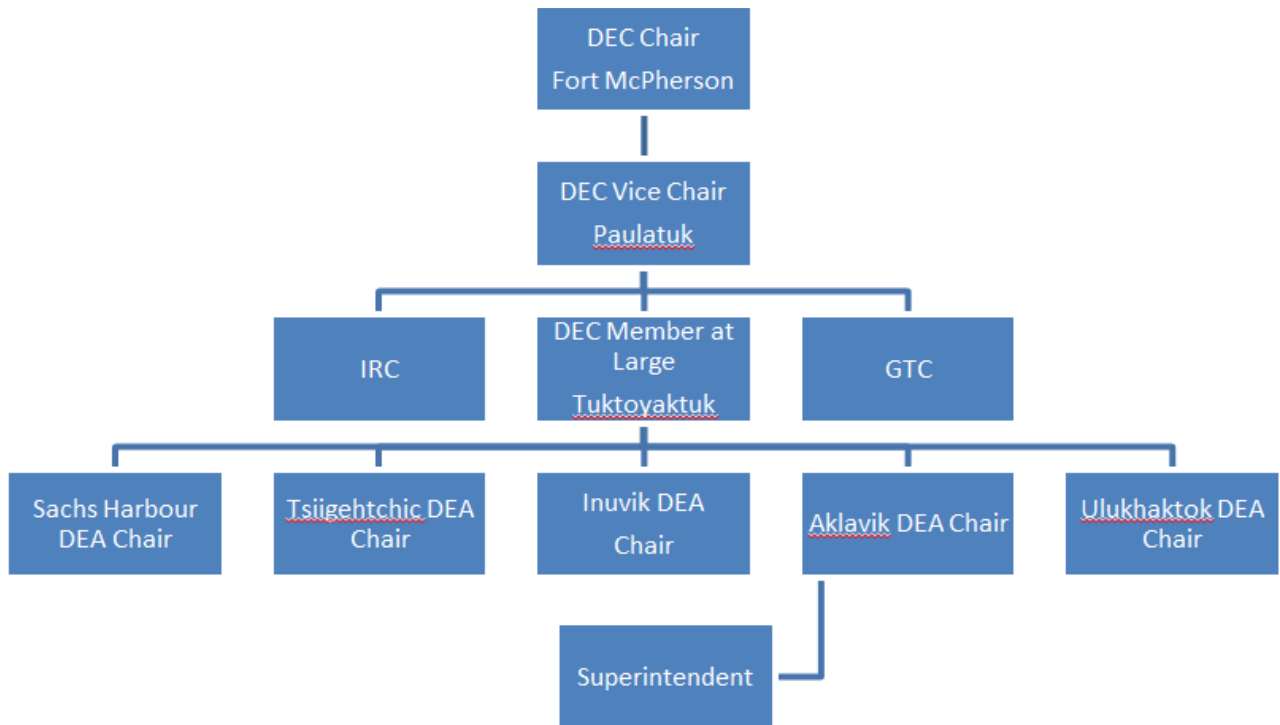 DEC Chair
Fort McPherson
DEC Vice Chair
Paulatuk
IRC
DEC Member at
Large
Tuktoyaktuk
GTC
Sachs Harbour
DEA Chair
Tsiigehtchic DEA
Chair
Inuvik DEA
Chair
Aklavik DEA Chair
Ulukhaktok DEA
Chair
Superintendent